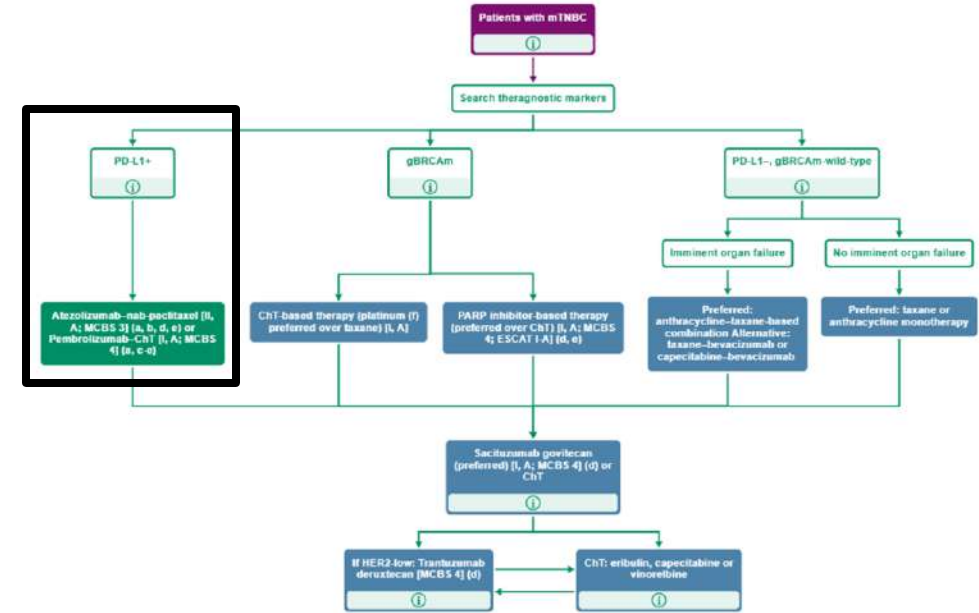 Patients with mTNBC
Search theragnostic markers
PD-L1+
gBRCAm
PD-L1–, gBRCAm-wild-type
Imminent organ failure
No imminent organ failure
Atezolizumab–nab-paclitaxel [II,
A; MCBS 3] (a, b, d, e) or
Pembrolizumab–ChT [I, A; MCBS
4] (a, c-e)
ChT-based therapy (platinum (f)
preferred over taxane) [I, A]
PARP inhibitor-based therapy
(preferred over ChT) [I, A; MCBS
4; ESCAT I-A] (d, e)
Preferred:
anthracycline–taxane-based
combination Alternative:
taxane–bevacizumab or
capecitabine–bevacizumab
Preferred: taxane or
anthracycline monotherapy
Sacituzumab govitecan
(preferred) [I, A; MCBS 4] (d) or
ChT
If HER2-low: Trantuzumab
deruxtecan [MCBS 4] (d)
ChT: eribulin, capecitabine or
vinorelbine